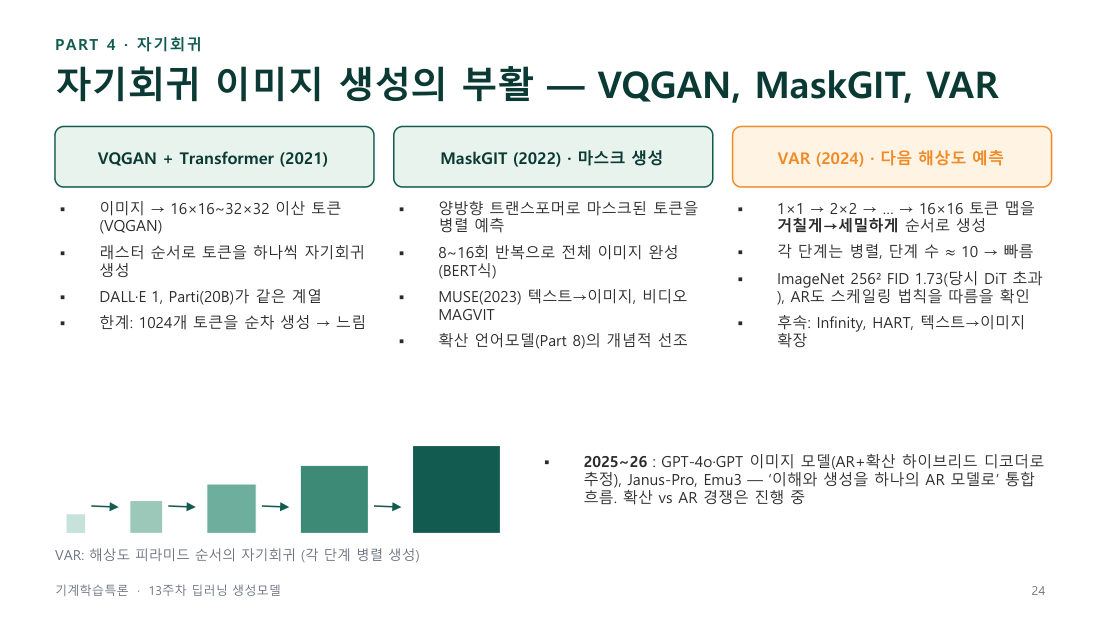 PART 4 · 자기회귀
자기회귀 이미지 생성의 부활 — VQGAN, MaskGIT, VAR
VQGAN + Transformer (2021)
▪ 이미지 → 16×16~32×32 이산 토큰
(VQGAN)
▪ 래스터 순서로 토큰을 하나씩 자기회귀
생성
▪ DALL·E 1, Parti(20B)가 같은 계열
▪ 한계: 1024개 토큰을 순차 생성 → 느림
MaskGIT (2022) · 마스크 생성
▪ 양방향 트랜스포머로 마스크된 토큰을
병렬 예측
▪ 8~16회 반복으로 전체 이미지 완성
(BERT식)
▪ MUSE(2023) 텍스트→이미지, 비디오
MAGVIT
▪ 확산 언어모델(Part 8)의 개념적 선조
VAR (2024) · 다음 해상도 예측
▪ 1×1 → 2×2 → … → 16×16 토큰 맵을
거칠게→세밀하게 순서로 생성
▪ 각 단계는 병렬, 단계 수 ≈ 10 → 빠름
▪ ImageNet 256² FID 1.73(당시 DiT 초과
), AR도 스케일링 법칙을 따름을 확인
▪ 후속: Infinity, HART, 텍스트→이미지
확장
▪ 2025~26 : GPT-4o·GPT 이미지 모델(AR+확산 하이브리드 디코더로
추정), Janus-Pro, Emu3 — ‘이해와 생성을 하나의 AR 모델로’ 통합
흐름. 확산 vs AR 경쟁은 진행 중
VAR: 해상도 피라미드 순서의 자기회귀 (각 단계 병렬 생성)
기계학습특론 · 13주차 딥러닝 생성모델
24